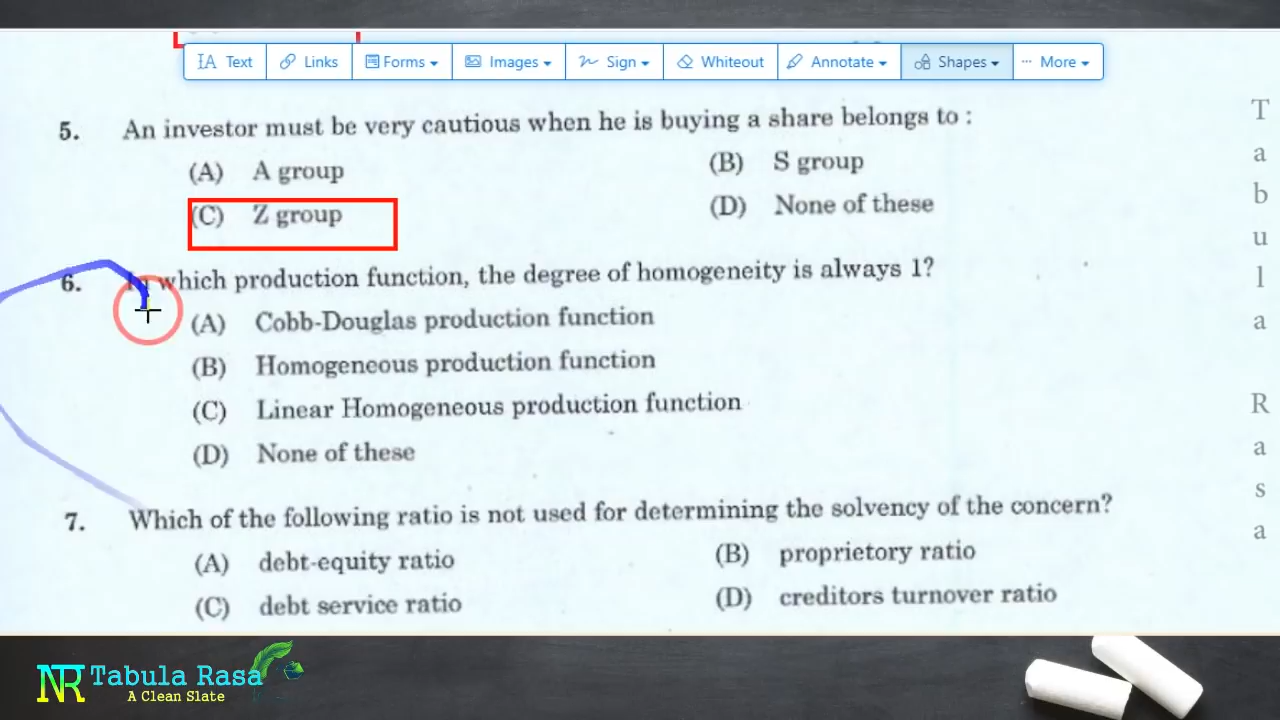 Text Links Forms Images Sign Whiteout Annotate Shapes More
5. An investor must be very cautious when he is buying a share belongs to :
(A) A group (B) S group
(C) Z group (D) None of these
6. In which production function, the degree of homogeneity is always 1?
(A) Cobb-Douglas production function
(B) Homogeneous production function
(C) Linear Homogeneous production function
(D) None of these
7. Which of the following ratio is not used for determining the solvency of the concern?
(A) debt-equity ratio (B) proprietory ratio
(C) debt service ratio (D) creditors turnover ratio
Tabula Rasa
NR Tabula Rasa
A Clean Slate